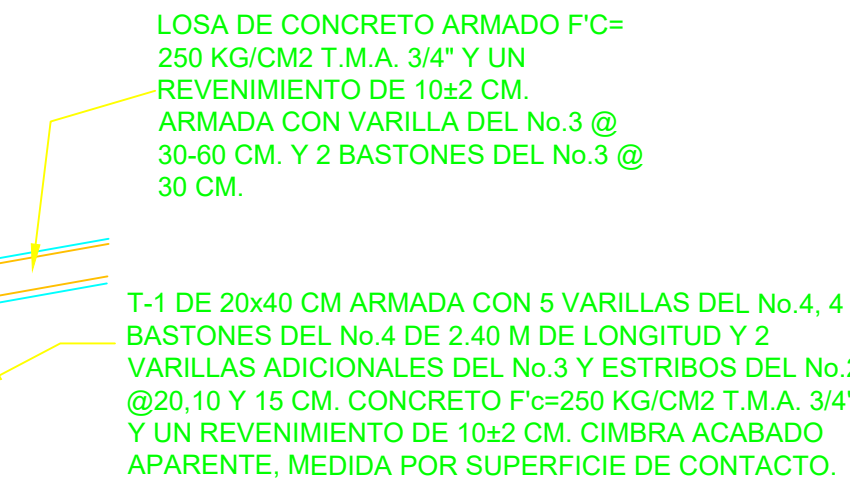 LOSA DE CONCRETO ARMADO F'C=
250 KG/CM2 T.M.A. 3/4" Y UN
REVENIMIENTO DE 10±2 CM.
ARMADA CON VARILLA DEL No.3 @
30-60 CM. Y 2 BASTONES DEL No.3 @
30 CM.
T-1 DE 20x40 CM ARMADA CON 5 VARILLAS DEL No.4, 4
BASTONES DEL No.4 DE 2.40 M DE LONGITUD Y 2
VARILLAS ADICIONALES DEL No.3 Y ESTRIBOS DEL No.2
@20,10 Y 15 CM. CONCRETO F'c=250 KG/CM2 T.M.A. 3/4"
Y UN REVENIMIENTO DE 10±2 CM. CIMBRA ACABADO
APARENTE, MEDIDA POR SUPERFICIE DE CONTACTO.